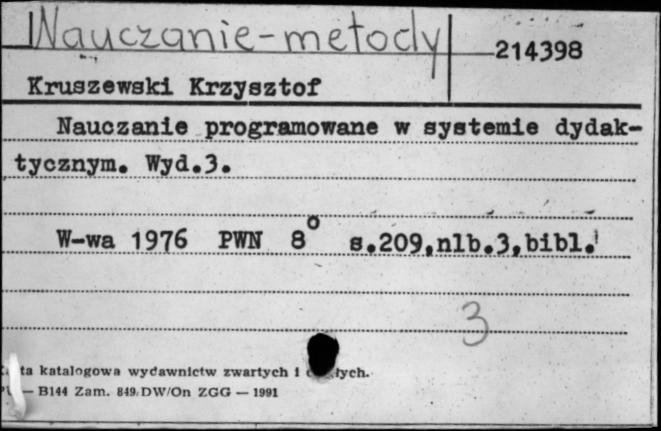 Nauczanie-metody
214398
Kruszewski Krzysztof
Nauczanie programowane w systemie dydak-
tycznym. Wyd.3.
W-wa 1976 PWN 8° s.209,nlb.3,bibl.
3
katalogowa wydawnictw zwartych i
B144 Zam. 849/DW/On ZGG — 1991